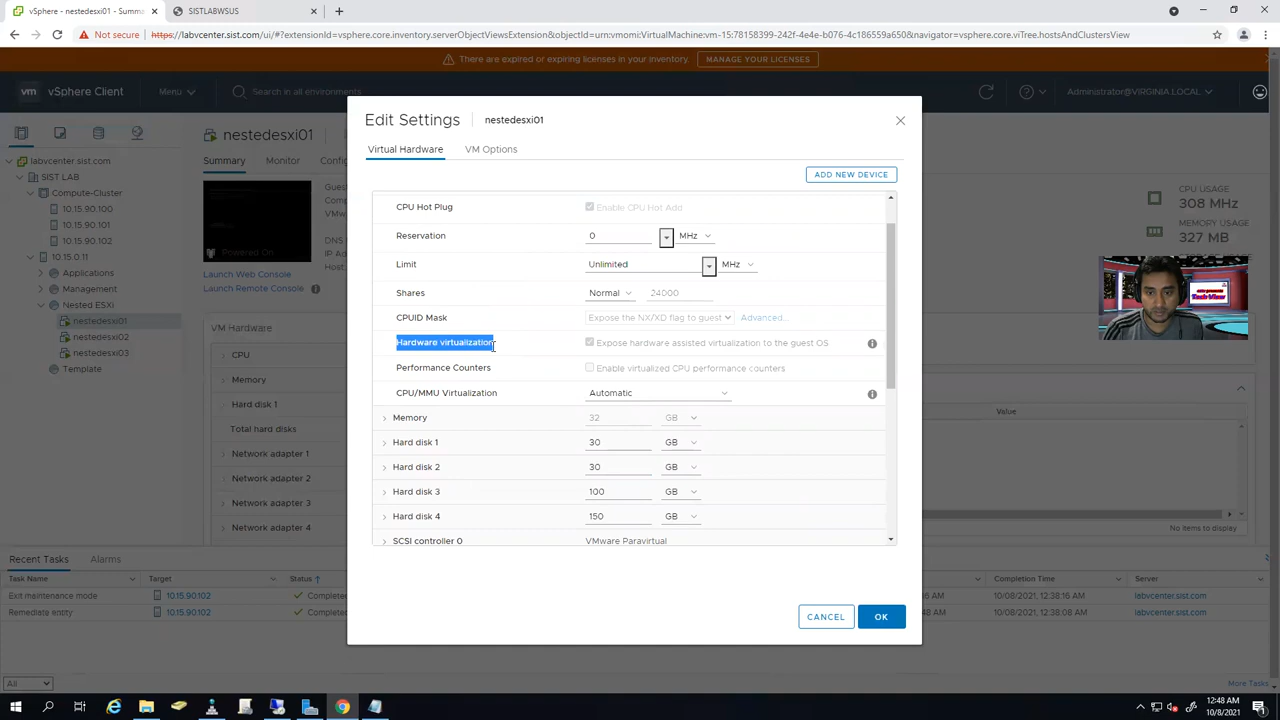 vSphere - nestedesxi01 - Summa
SISTLABWSUS
Not secure
https://labvcenter.sist.com/ui/#?extensionId=vsphere.core.inventory.serverObjectViewsExtension&objectId=urn:vmomi:VirtualMachine:vm-15:78158399-242f-4e4e-b076-4c186559a650&navigator=vsphere.core.viTree.hostsAndClustersView
There are expired or expiring licenses in your inventory.
MANAGE YOUR LICENSES
vm vSphere Client
Menu
Search in all environments
Administrator@VIRGINIA.LOCAL
labvcenter.sist.com
SIST LAB
Compute-Cluster
10.15.90.100
10.15.90.101
10.15.90.102
10.15.0.11
Applications
Management
Nested ESXi
nestedesxi01
nestedesxi02
nestedesxi03
Template
nestedesxi01
Summary
Monitor
Powered On
Launch Web Console
Launch Remote Console
VM Hardware
CPU
Memory
Hard disk 1
Total hard disks
Network adapter 1
Network adapter 2
Network adapter 3
Network adapter 4
Edit Settings
nestedesxi01
Virtual Hardware
VM Options
ADD NEW DEVICE
CPU Hot Plug
Enable CPU Hot Add
Reservation
0
MHz
Limit
Unlimited
MHz
Shares
Normal
24000
CPUID Mask
Expose the NX/XD flag to guest
Advanced...
Hardware virtualization
Expose hardware assisted virtualization to the guest OS
Performance Counters
Enable virtualized CPU performance counters
CPU/MMU Virtualization
Automatic
Memory
32
GB
Hard disk 1
30
GB
Hard disk 2
30
GB
Hard disk 3
100
GB
Hard disk 4
150
GB
SCSI controller 0
VMware Paravirtual
CANCEL
OK
CPU USAGE
308 MHz
MEMORY USAGE
327 MB
Value
No items to display
Recent Tasks
Alarms
Task Name
Target
Status
Completion Time
Server
Exit maintenance mode
10.15.90.102
10/08/2021, 12:38:16 AM
labvcenter.sist.com
Remediate entity
10.15.90.102
10/08/2021, 12:38:08 AM
labvcenter.sist.com
All
More Tasks
12:48 AM
10/8/2021